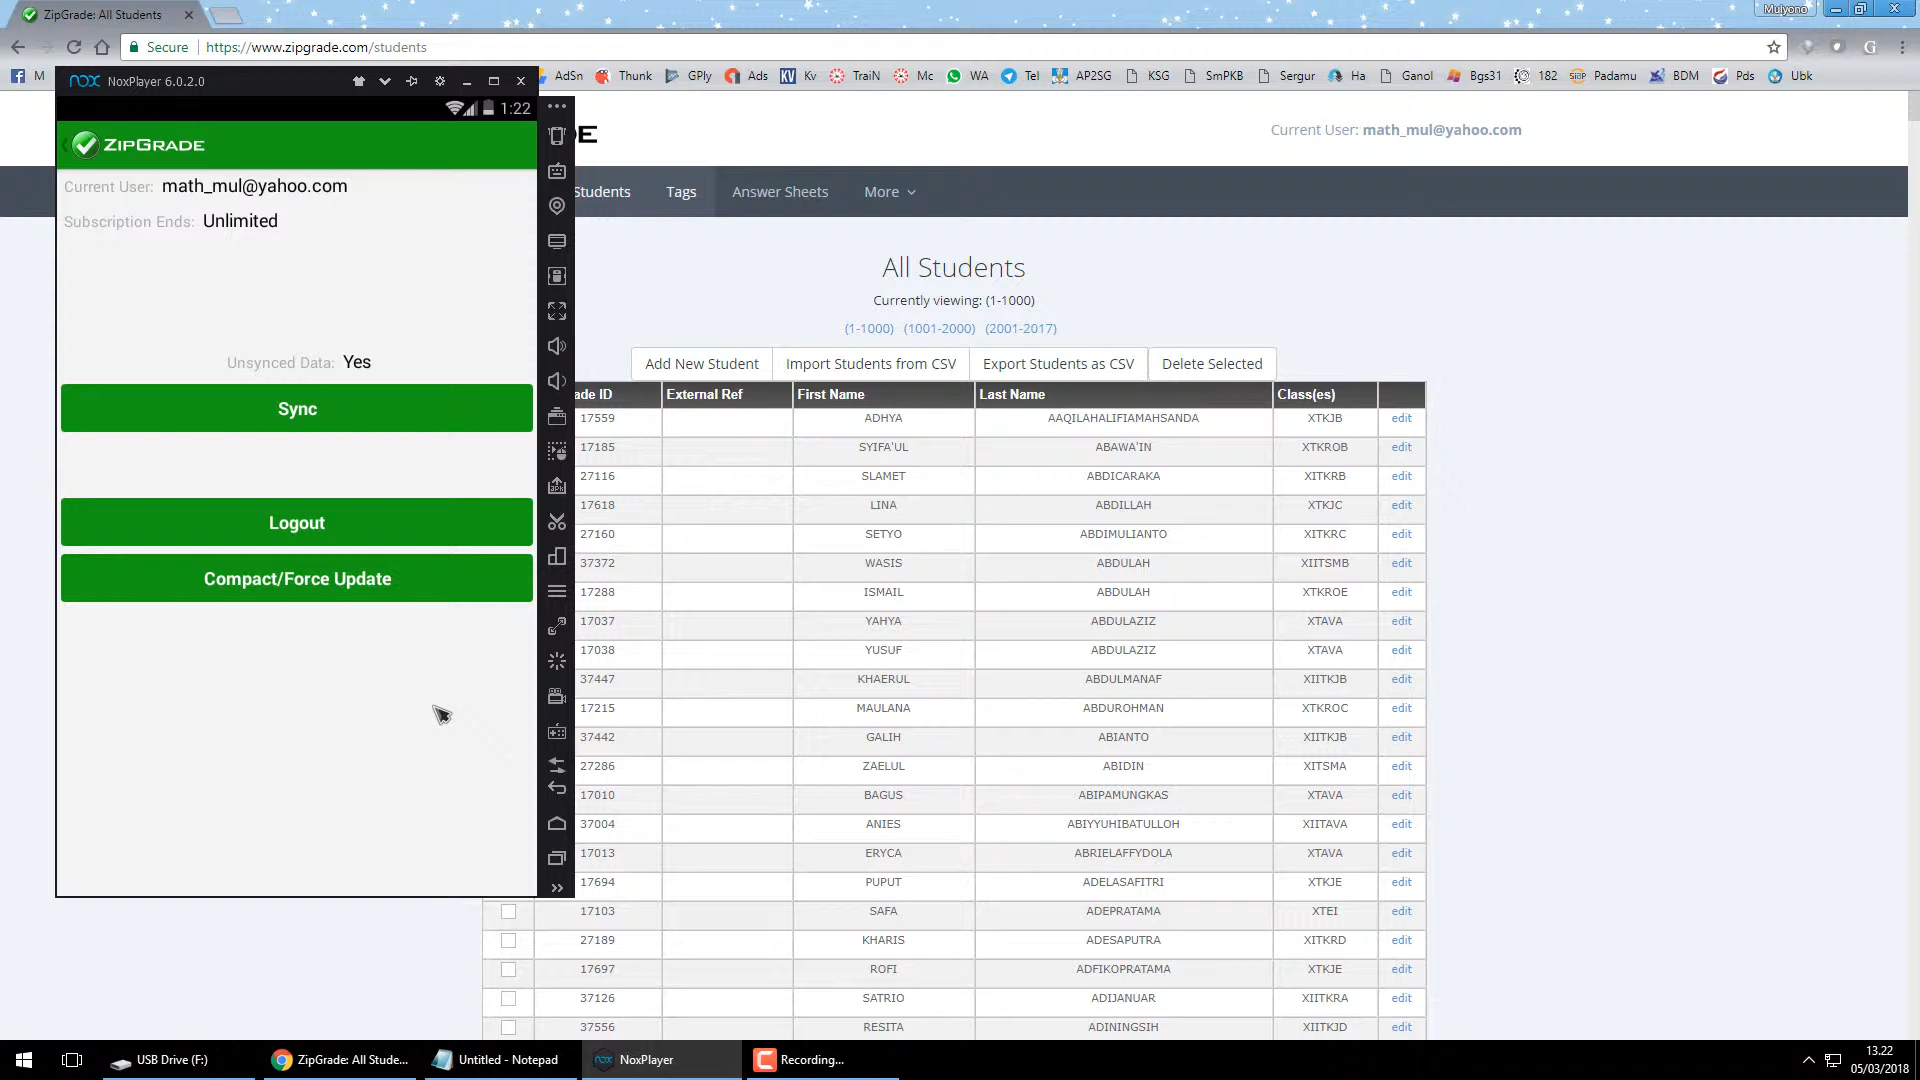 ZipGrade: All Students
Mulyono
Secure
https://www.zipgrade.com/students
M
AdSn
Thunk
GPly
Ads
KV
Kv
TraiN
Mc
WA
Tel
AP2SG
KSG
SmPKB
Sergur
Ha
Ganol
Bgs31
182
Padamu
BDM
Pds
Ubk
nox
NoxPlayer 6.0.2.0
1:22
ZIPGRADE
Current User: math_mul@yahoo.com
Subscription Ends: Unlimited
Unsynced Data: Yes
Sync
Logout
Compact/Force Update
DE
Current User: math_mul@yahoo.com
Students
Tags
Answer Sheets
More
All Students
Currently viewing: (1-1000)
(1-1000) (1001-2000) (2001-2017)
Add New Student
Import Students from CSV
Export Students as CSV
Delete Selected
ade ID External Ref First Name Last Name Class(es)
17559 ADHYA AAQILAHALIFIAMAHSANDA XTKJB edit
17185 SYIFA'UL ABAWA'IN XTKROB edit
27116 SLAMET ABDICARAKA XITKRB edit
17618 LINA ABDILLAH XTKJC edit
27160 SETYO ABDIMULIANTO XITKRC edit
37372 WASIS ABDULAH XIITSMB edit
17288 ISMAIL ABDULAH XTKROE edit
17037 YAHYA ABDULAZIZ XTAVA edit
17038 YUSUF ABDULAZIZ XTAVA edit
37447 KHAERUL ABDULMANAF XIITKJB edit
17215 MAULANA ABDUROHMAN XTKROC edit
37442 GALIH ABIANTO XIITKJB edit
27286 ZAELUL ABIDIN XITSMA edit
17010 BAGUS ABIPAMUNGKAS XTAVA edit
37004 ANIES ABIYYUHIBATULLOH XIITAVA edit
17013 ERYCA ABRIELAFFYDOLA XTAVA edit
17694 PUPUT ADELASAFITRI XTKJE edit
17103 SAFA ADEPRATAMA XTEI edit
27189 KHARIS ADESAPUTRA XITKRD edit
17697 ROFI ADFIKOPRATAMA XTKJE edit
37126 SATRIO ADIJANUAR XIITKRA edit
37556 RESITA ADININGSIH XIITKJD edit
USB Drive (F:)
ZipGrade: All Stude...
Untitled - Notepad
NoxPlayer
Recording...
13.22
05/03/2018